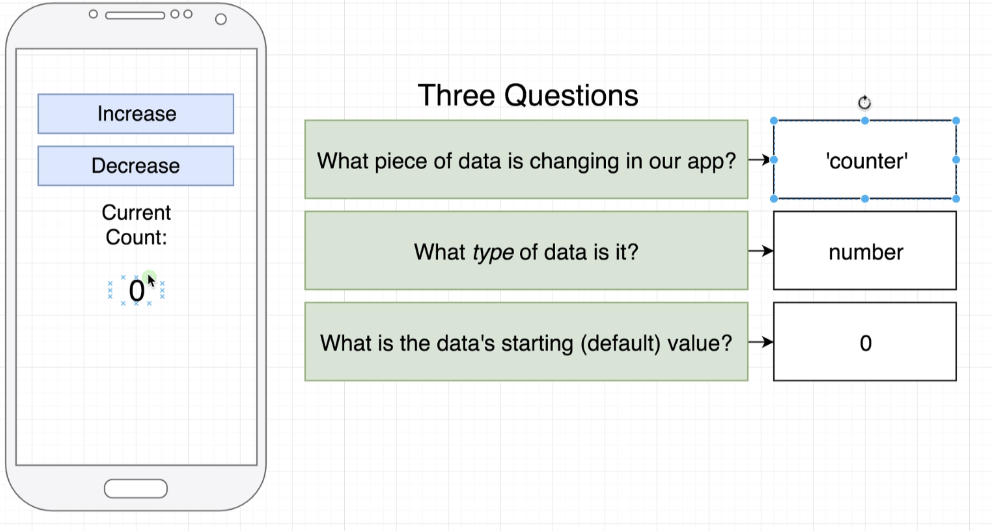 Increase
Decrease
Current
Count:
0
Three Questions
What piece of data is changing in our app?
'counter'
What type of data is it?
number
What is the data's starting (default) value?
0